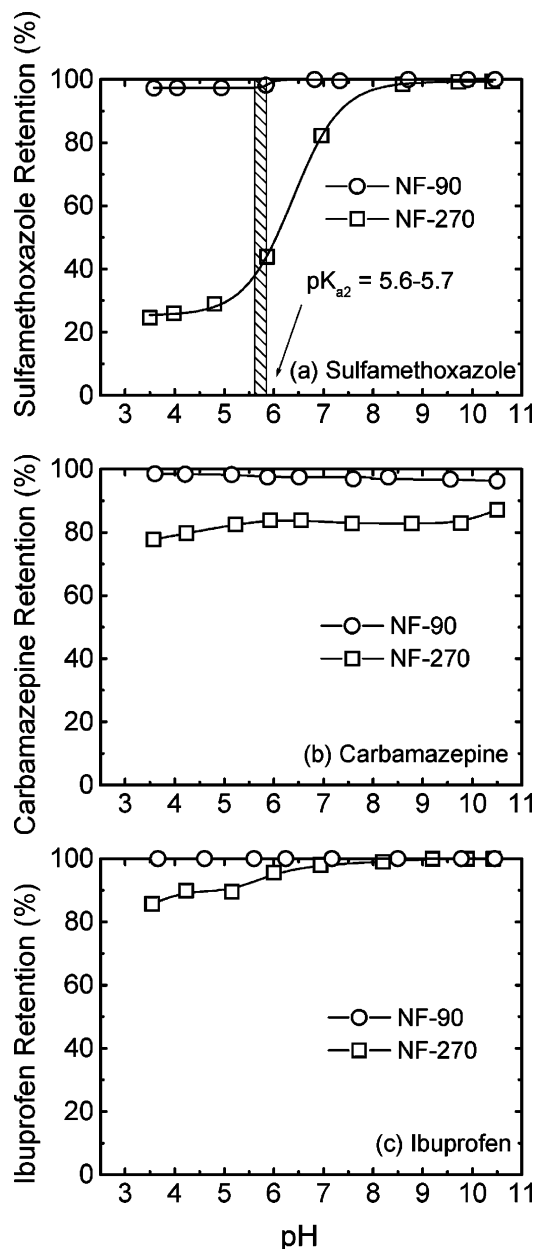 Sulfamethoxazole Retention (%)
100
80
60
40
20
0
NF-90
NF-270
pKa2 = 5.6-5.7
(a) Sulfamethoxazole
3 4 5 6 7 8 9 10 11
Carbamazepine Retention (%)
100
80
60
40
20
0
NF-90
NF-270
(b) Carbamazepine
3 4 5 6 7 8 9 10 11
Ibuprofen Retention (%)
100
80
60
40
20
0
NF-90
NF-270
(c) Ibuprofen
3 4 5 6 7 8 9 10 11
pH